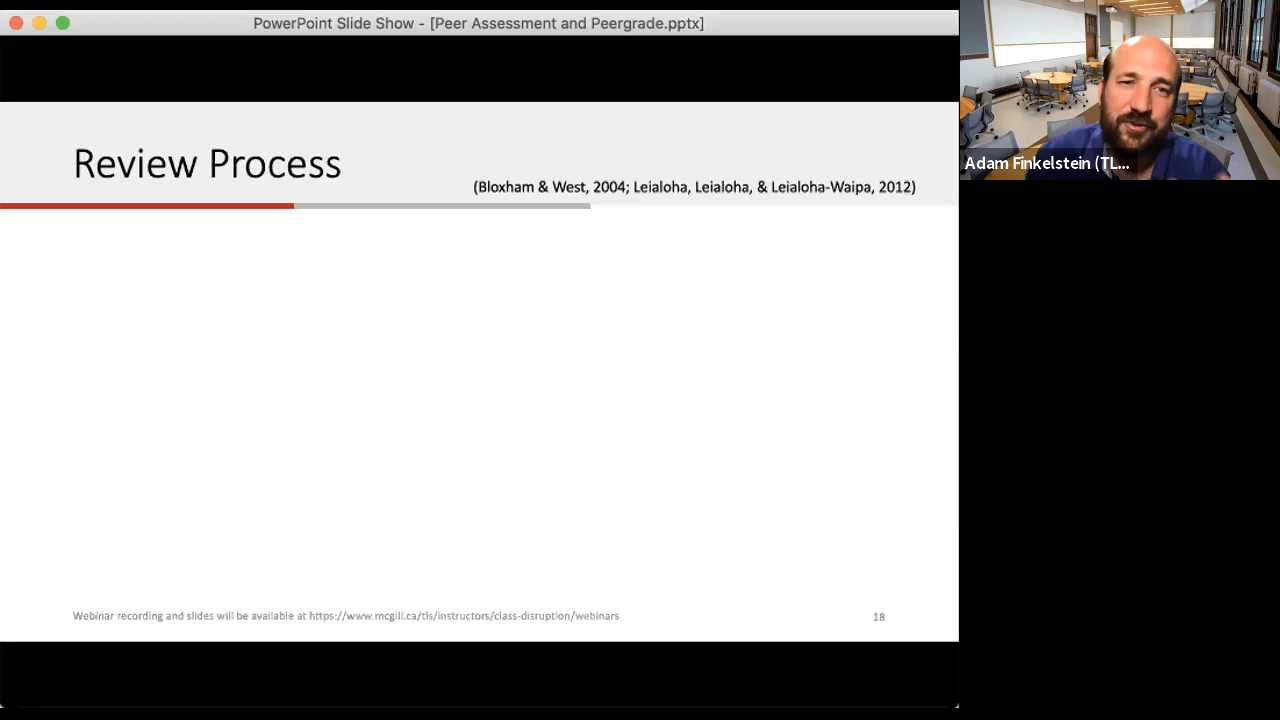 PowerPoint Slide Show - [Peer Assessment and Peergrade.pptx]
Review Process
(Bloxham & West, 2004; Leialoha, Leialoha, & Leialoha-Waipa, 2012)
Webinar recording and slides will be available at https://www.mcgill.ca/tls/instructors/class-disruption/webinars
18
Adam Finkelstein (TL...